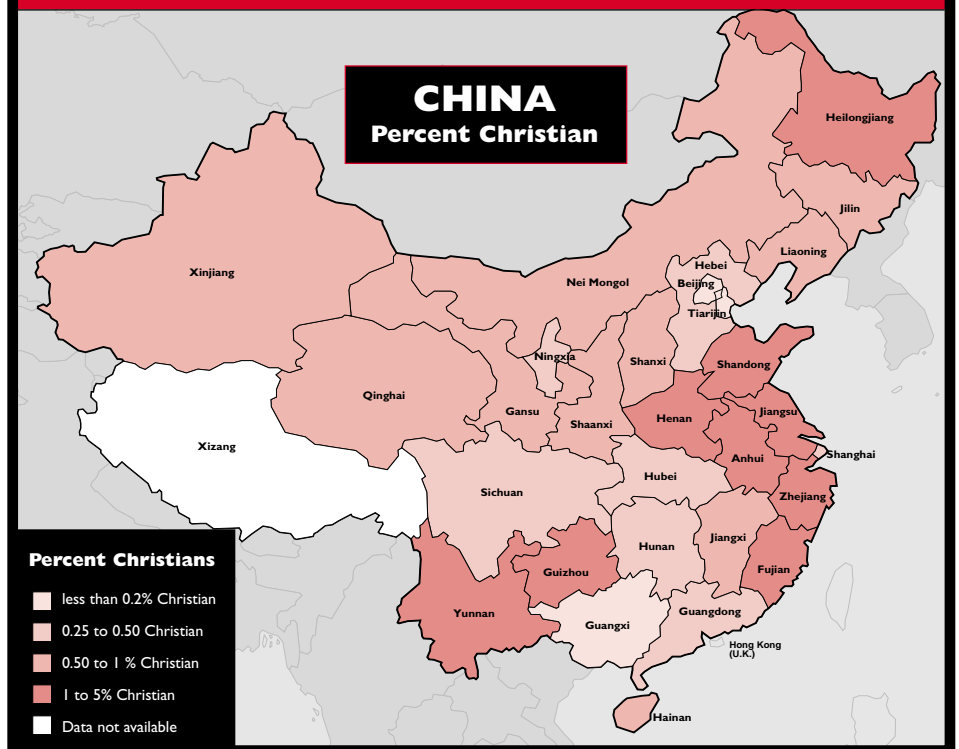 CHINA
Percent Christian
Heilongjiang
Jilin
Liaoning
Xinjiang
Hebei
Nei Mongol
Beijing
Tiarijin
Ningxia
Shanxi
Shandong
Qinghai
Gansu
Shaanxi
Henan
Jiangsu
Xizang
Anhui
Shanghai
Hubei
Sichuan
Zhejiang
Jiangxi
Hunan
Guizhou
Fujian
Yunnan
Guangxi
Guangdong
Hong Kong
(U.K.)
Hainan
Percent Christians
less than 0.2% Christian
0.25 to 0.50 Christian
0.50 to 1 % Christian
1 to 5% Christian
Data not available